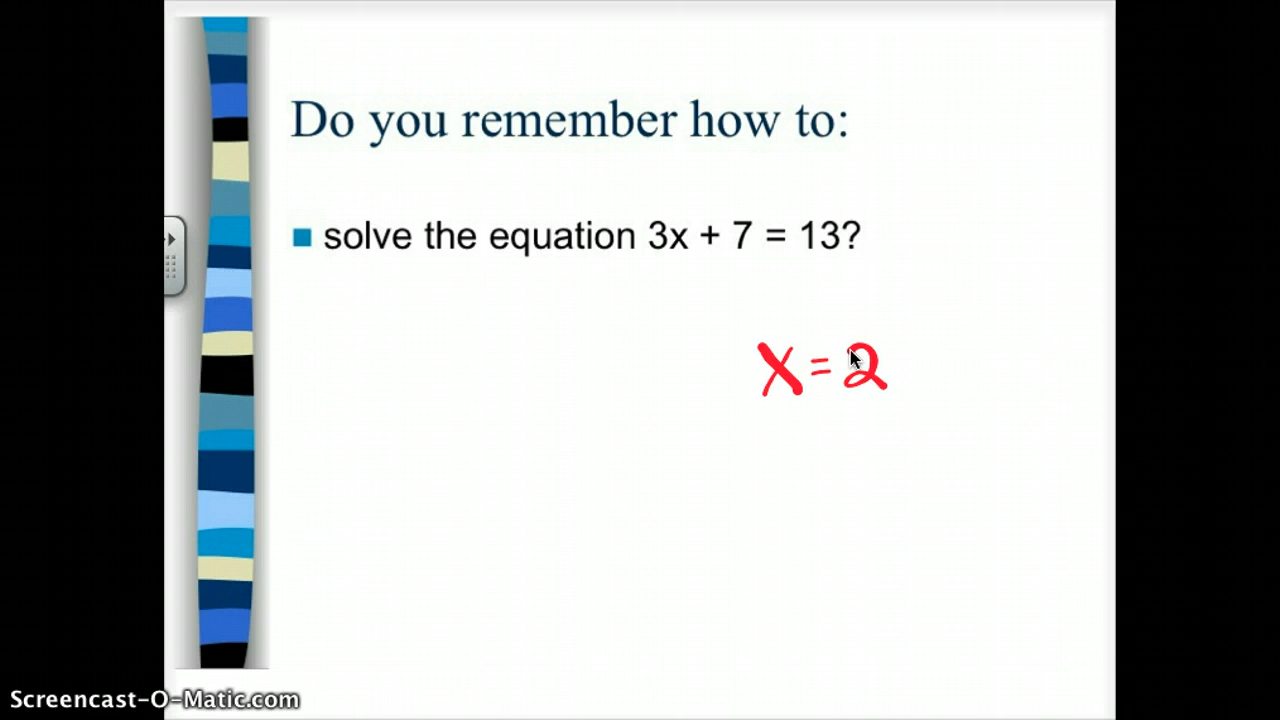 Do you remember how to:
solve the equation 3x + 7 = 13?
x = 2
Screencast-O-Matic.com